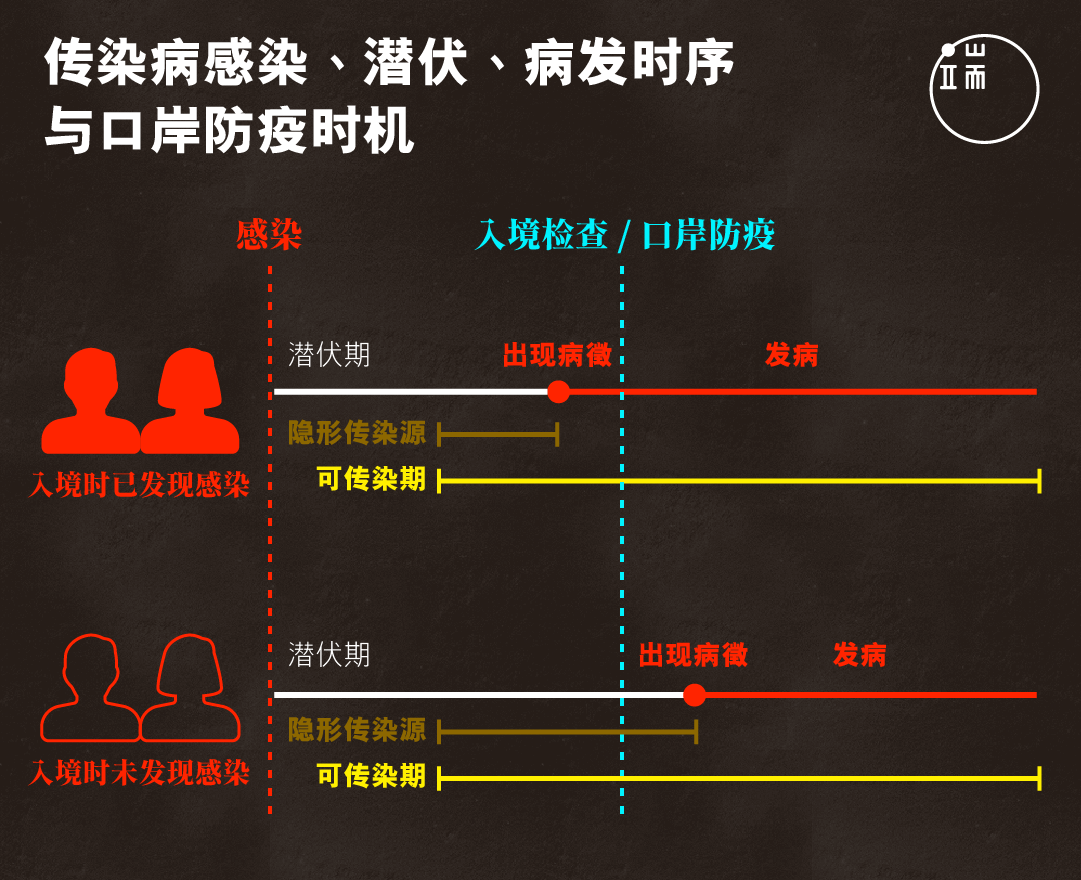 传染病感染、潜伏、病发时序
与口岸防疫时机
端
感染
入境检查 / 口岸防疫
潜伏期
出现病徵
发病
隐形传染源
可传染期
入境时已发现感染
潜伏期
出现病徵
发病
隐形传染源
可传染期
入境时未发现感染